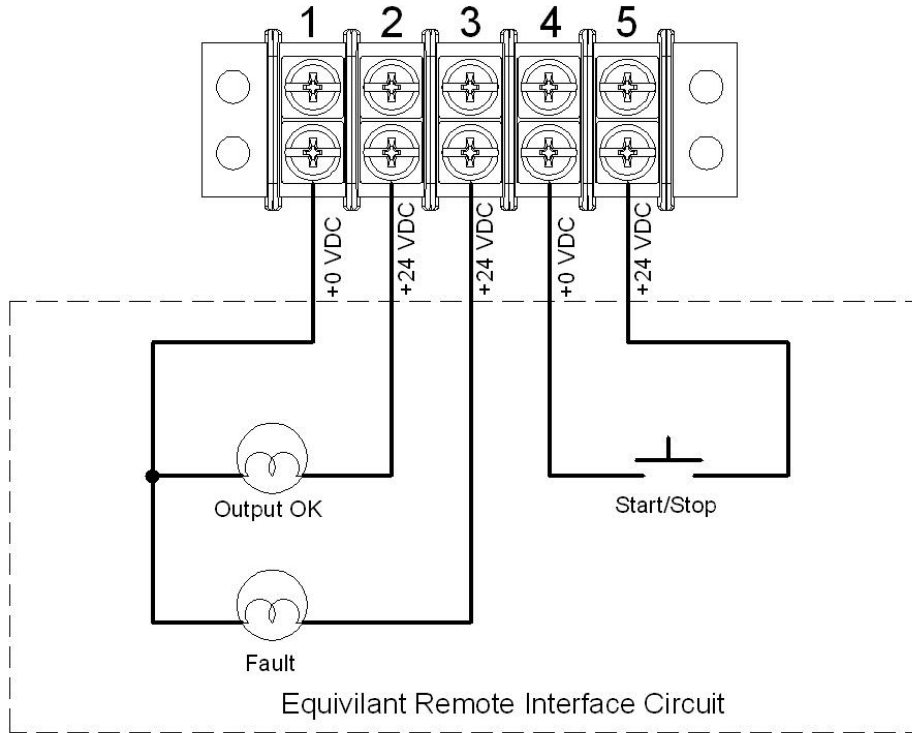 1 2 3 4 5
+0 VDC
+24 VDC
+24 VDC
+0 VDC
+24 VDC
Output OK
Start/Stop
Fault
Equivilant Remote Interface Circuit